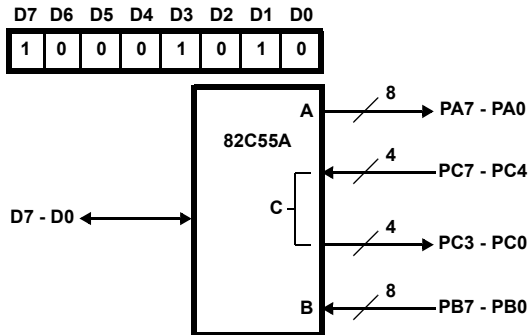 D7 D6 D5 D4 D3 D2 D1 D0
1 0 0 0 1 0 1 0
A
8
PA7 - PA0
82C55A
4
PC7 - PC4
C
D7 - D0
4
PC3 - PC0
B
8
PB7 - PB0